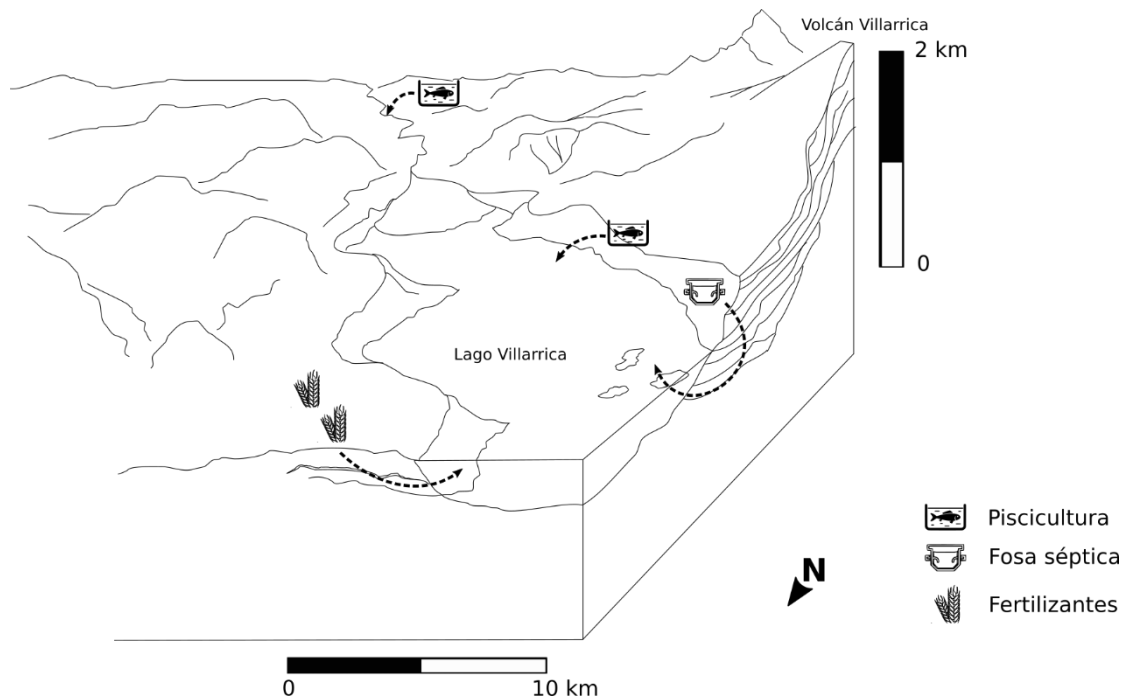 Volcán Villarrica
2 km
0
Lago Villarrica
Piscicultura
Fosa séptica
Fertilizantes
N
0
10 km